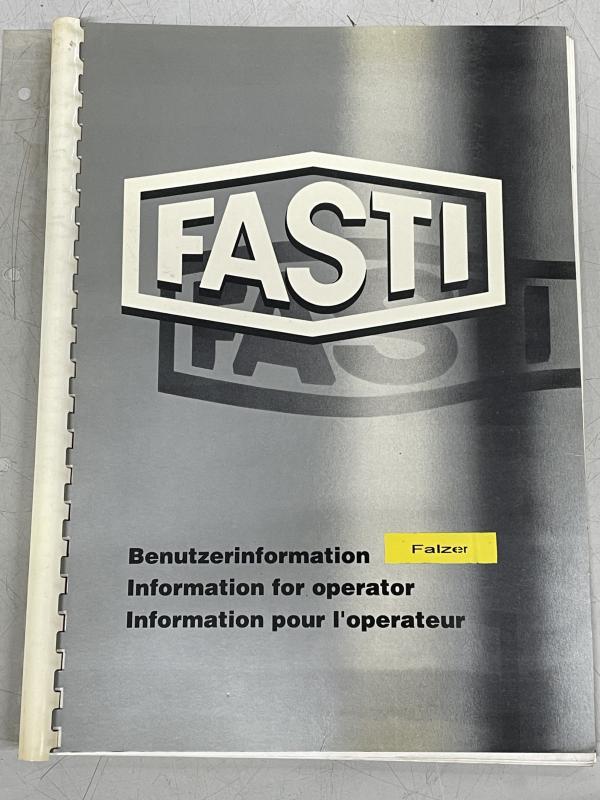 FASTI
Benutzerinformation Falzer
Information for operator
Information pour l'operateur